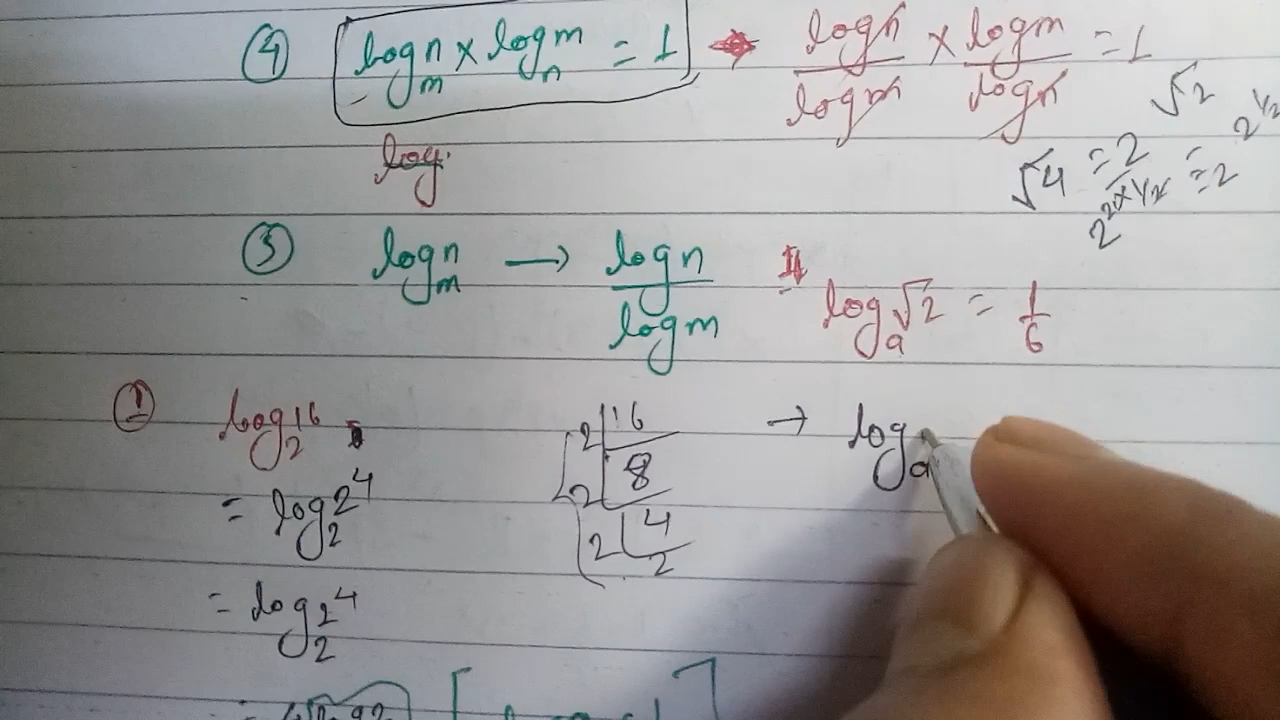 ④ log_m n × log_n m = 1 → log n / log m × log m / log n = 1
√2
2^1/2
log
√4 = 2
2^2×1/2 = 2
⑤ log_m n → log n / log m
II log_a √2 = 1/6
① log_2 16
2 | 16
2 | 8
2 | 4
2
→ log_a
= log_2 2^4
= log_2 2^4